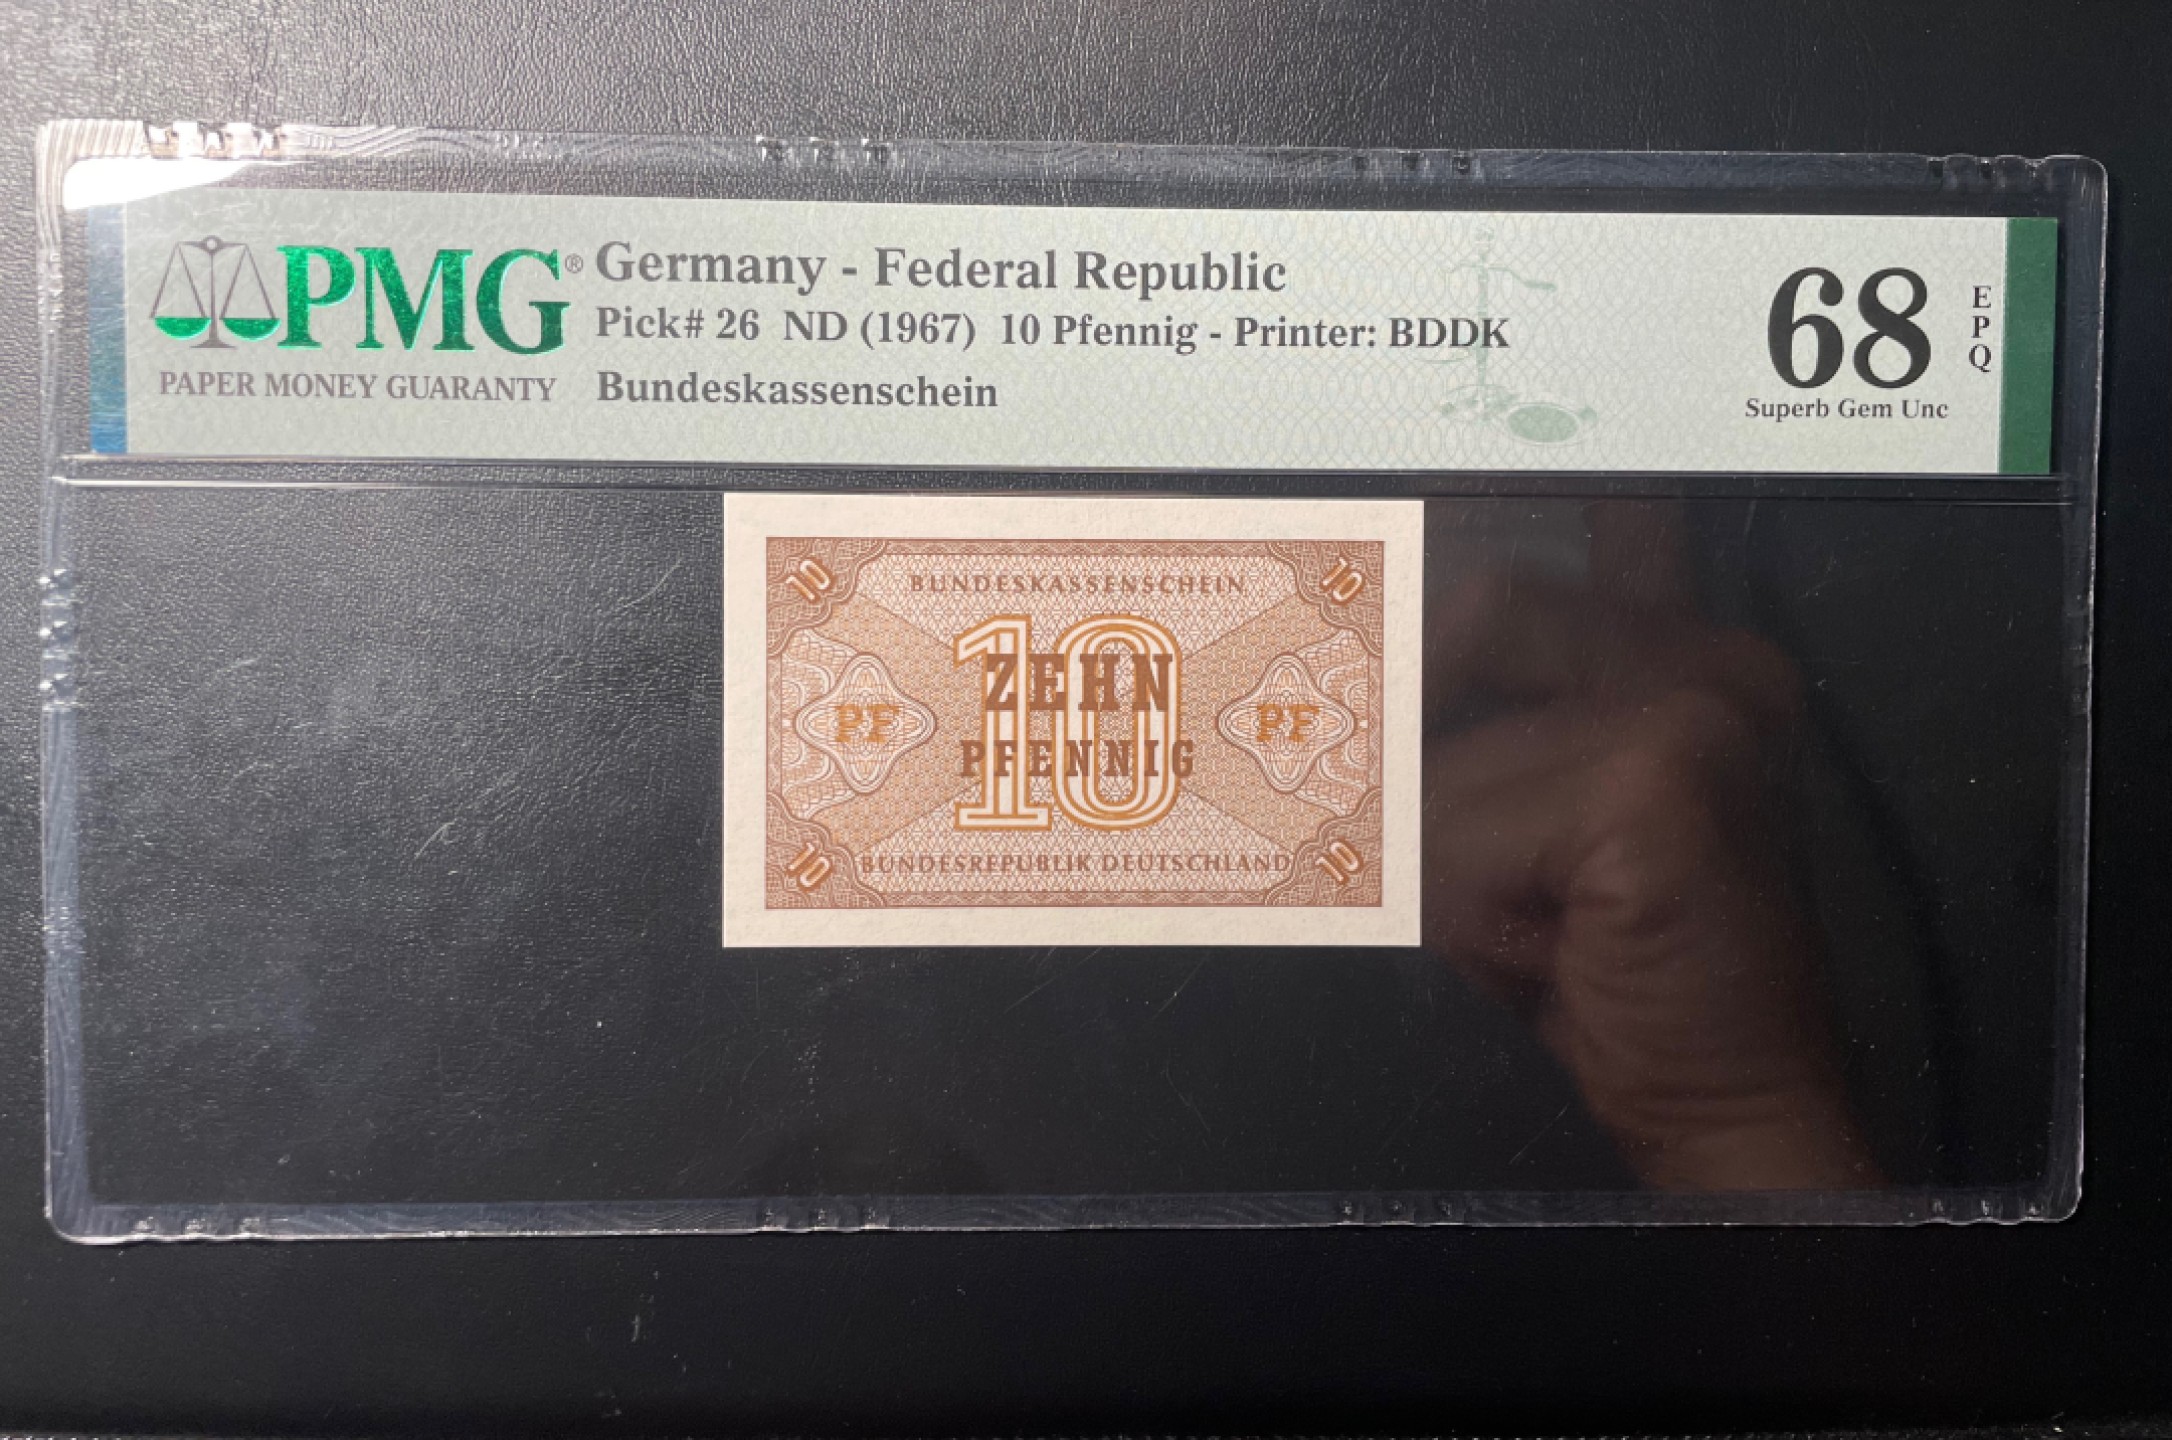 PMG®
PAPER MONEY GUARANTY
Germany - Federal Republic
Pick# 26 ND (1967) 10 Pfennig - Printer: BDDK
Bundeskassenschein
68
EPQ
Superb Gem Unc
10 10
BUNDESKASSENSCHEIN
10
ZEHN
PF PF
PFENNIG
BUNDESREPUBLIK DEUTSCHLAND
10 10